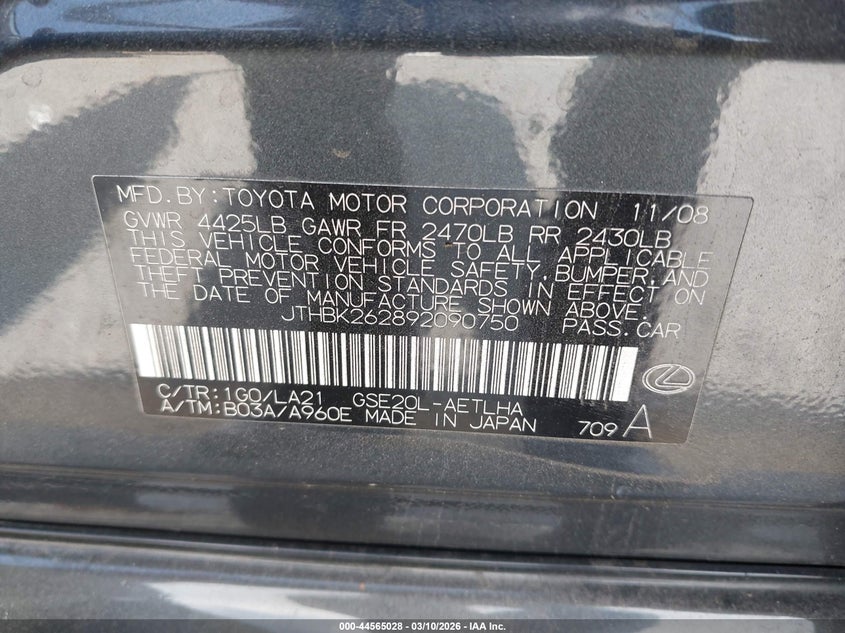 MFD. BY: TOYOTA MOTOR CORPORATION 11/08
GVWR 4425LB GAWR FR 2470LB RR 2430LB
THIS VEHICLE CONFORMS TO ALL APPLICABLE
FEDERAL MOTOR VEHICLE SAFETY, BUMPER, AND
THEFT PREVENTION STANDARDS IN EFFECT ON
THE DATE OF MANUFACTURE SHOWN ABOVE.
JTHBK262892090750 PASS. CAR
C/TR: 1G0/LA21 GSE20L-AETLHA
A/TM: B03A/A960E MADE IN JAPAN 709 A
000-44565028 - 03/10/2026 - IAA Inc.